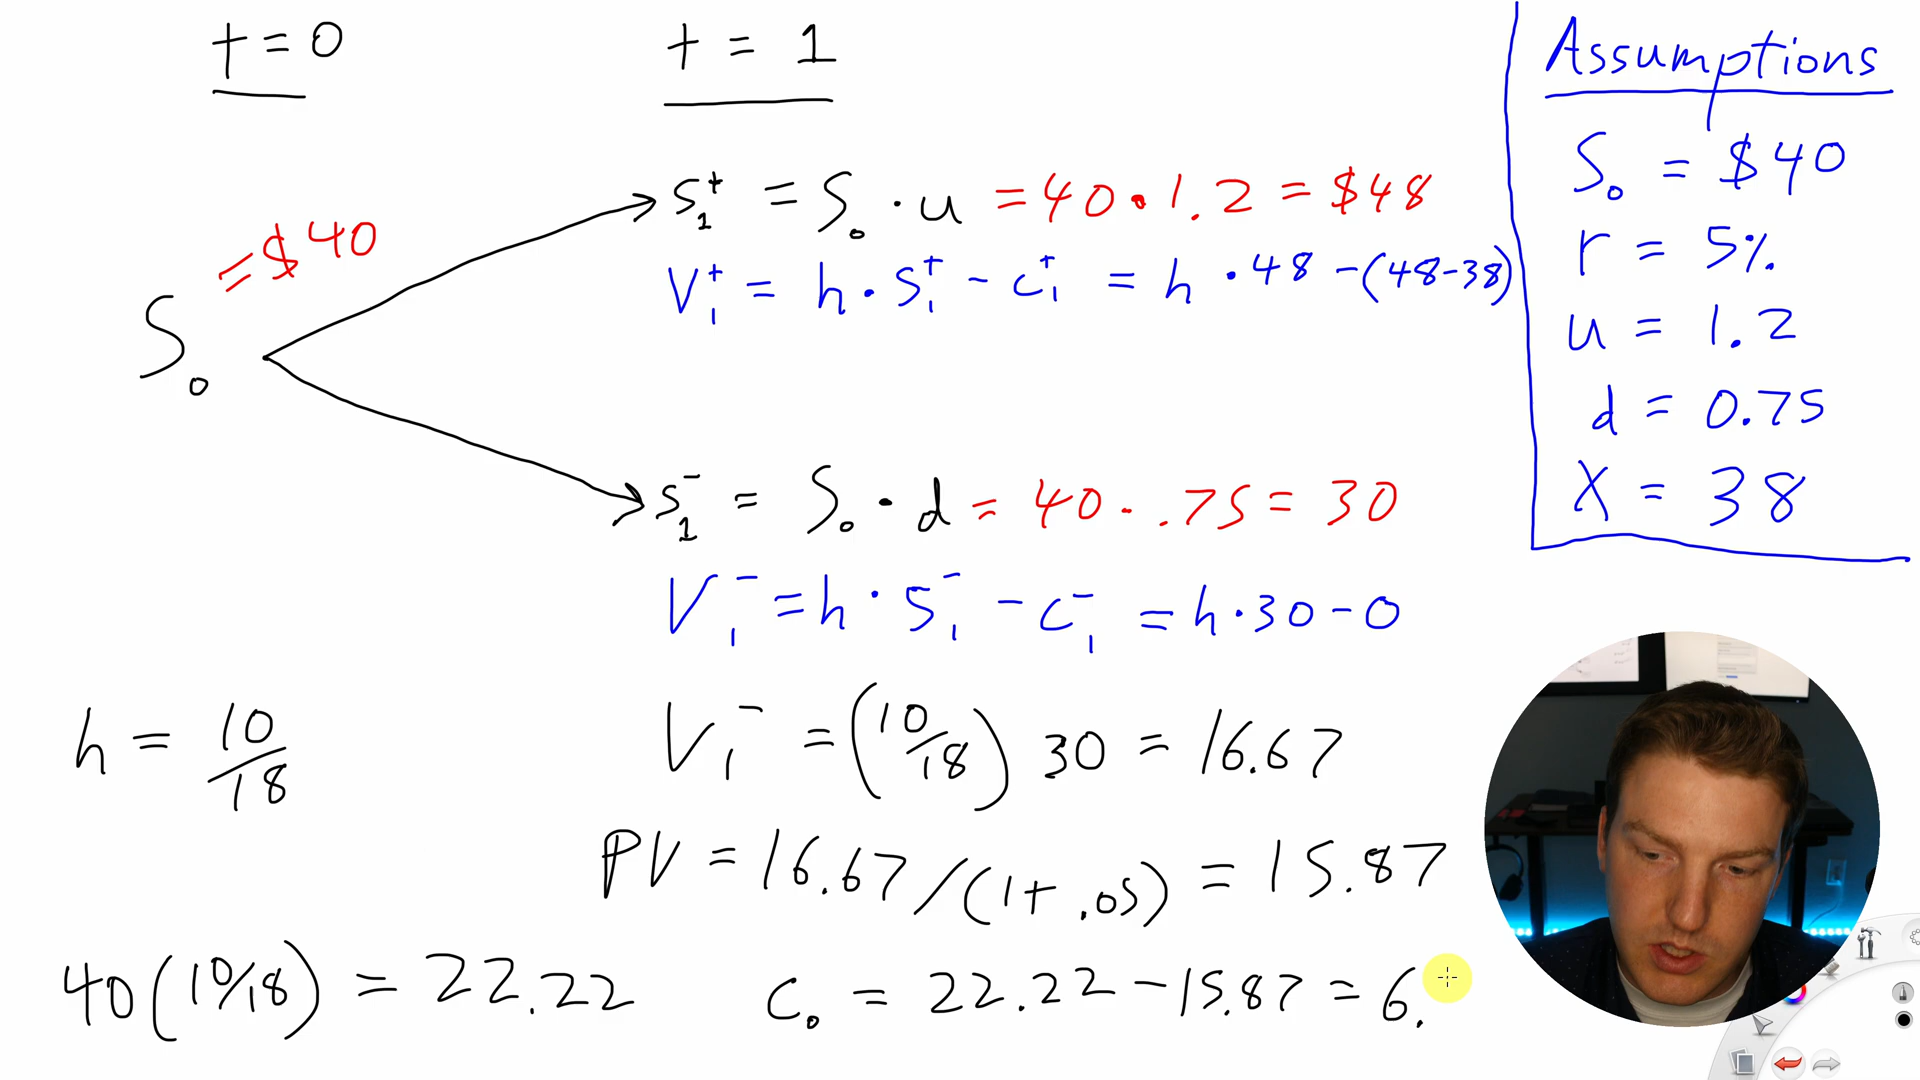 t = 0
t = 1
Assumptions
S₀ = $40
r = 5%
u = 1.2
d = 0.75
X = 38
S₀ = $40
S₁⁺ = S₀ · u = 40 · 1.2 = $48
V₁⁺ = h · S₁⁺ - C₁⁺ = h · 48 - (48-38)
S₁⁻ = S₀ · d = 40 · .75 = 30
V₁⁻ = h · S₁⁻ - C₁⁻ = h · 30 - 0
h = 10/18
V₁⁻ = (10/18) 30 = 16.67
PV = 16.67/(1+.05) = 15.87
40(10/18) = 22.22
C₀ = 22.22 - 15.87 = 6.